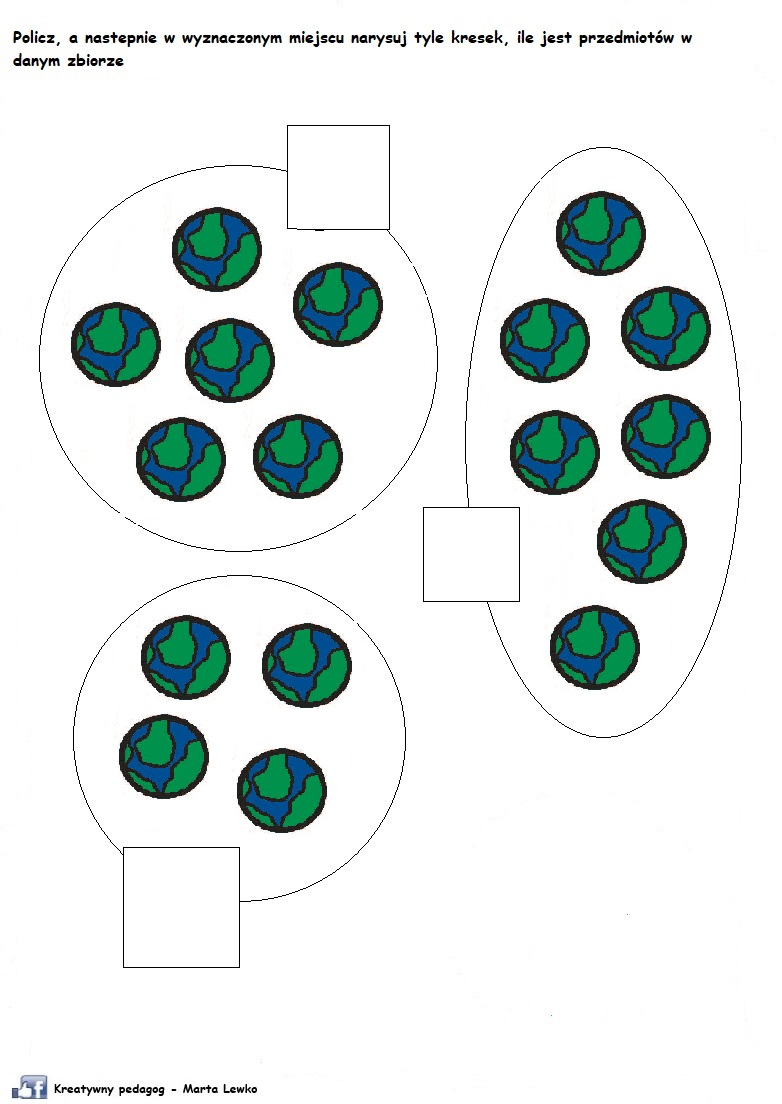 Policz, a nastepnie w wyznaczonym miejscu narysuj tyle kresek, ile jest przedmiotów w
danym zbiorze
Kreatywny pedagog - Marta Lewko